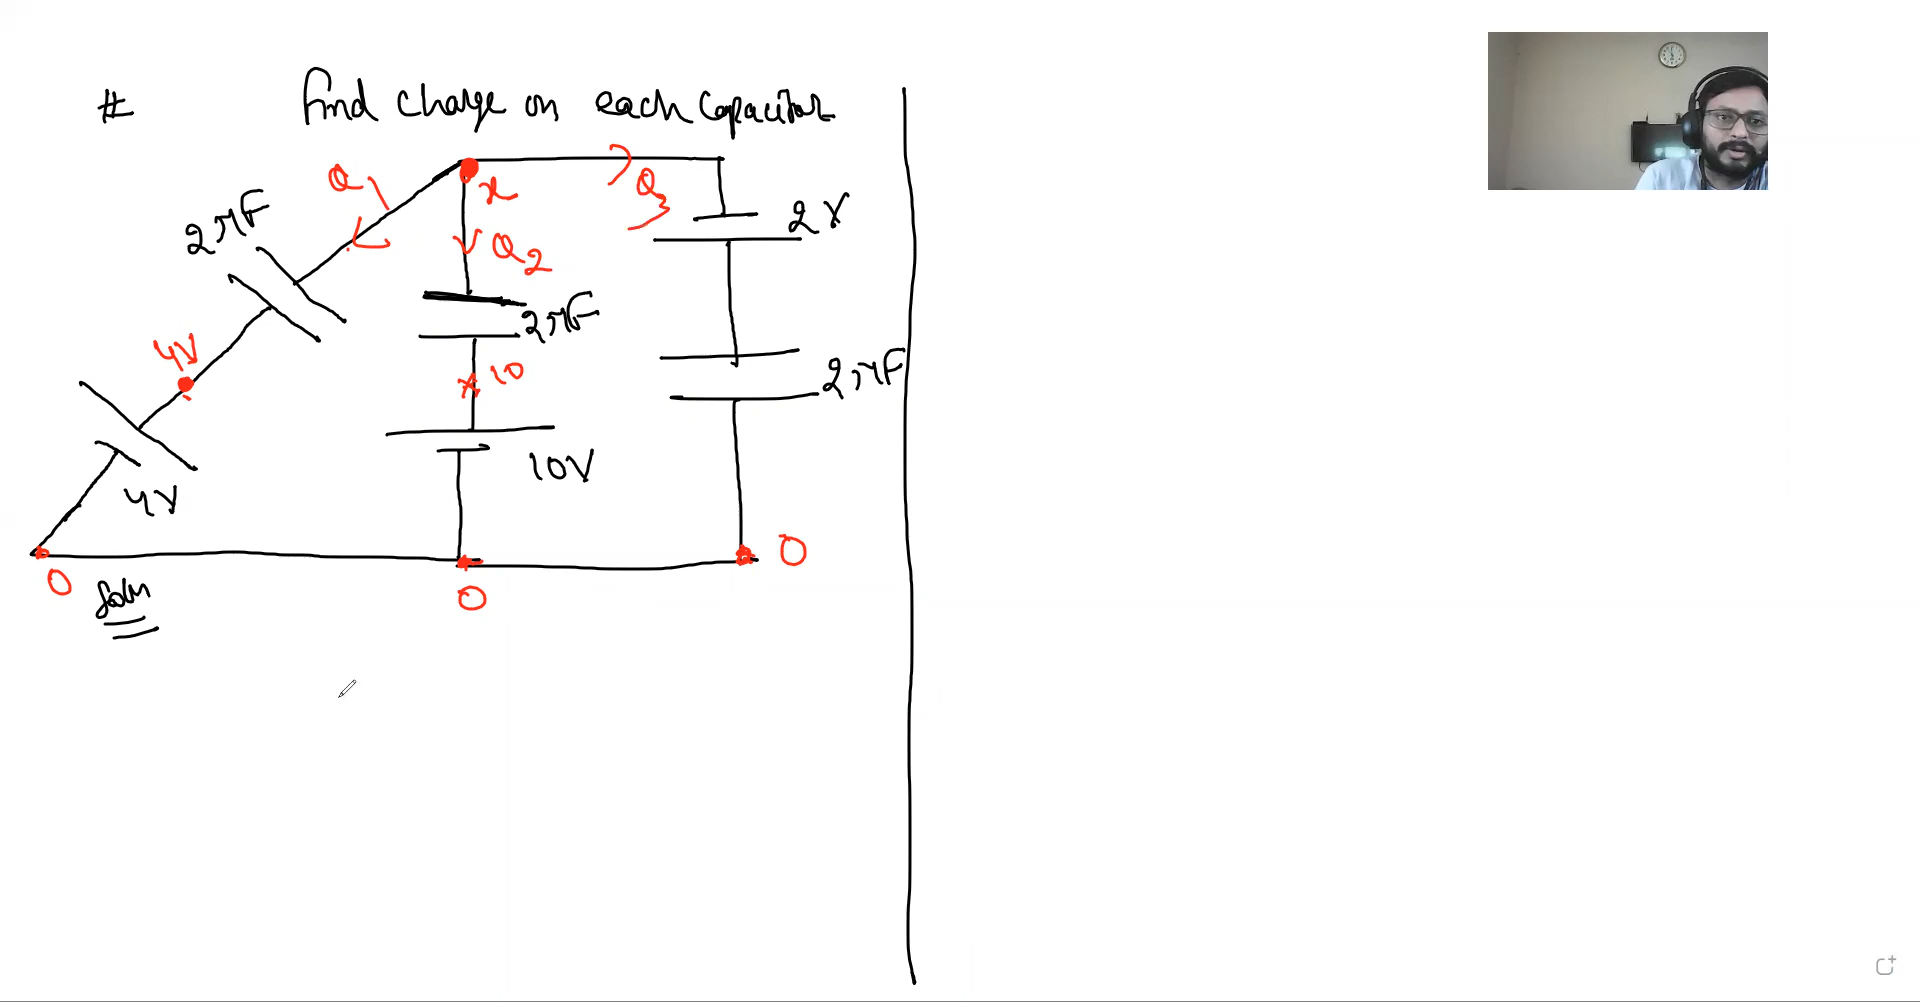 # find charge on each capacitor
Q1
x
Q3
2μF
2V
Q2
2μF
4V
10
2μF
10V
4V
0
0
0
Soln